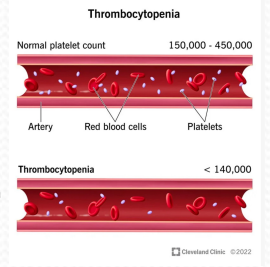 Thrombocytopenia
Normal platelet count 150,000 - 450,000
Artery Red blood cells Platelets
Thrombocytopenia < 140,000
Cleveland Clinic ©2022